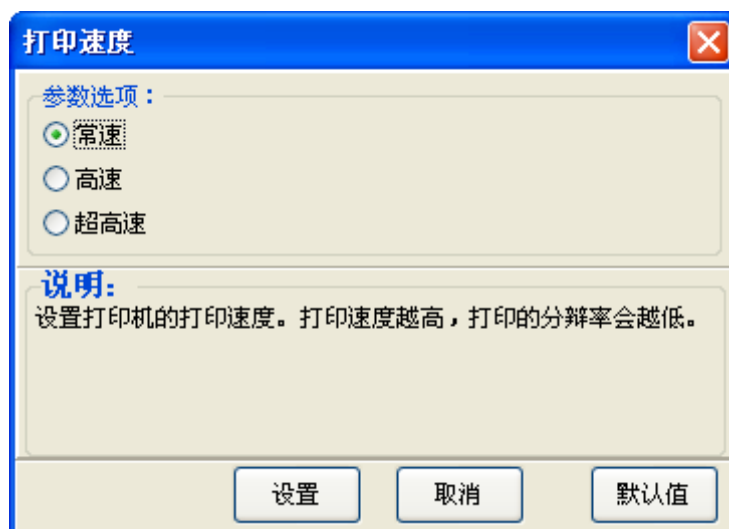 打印速度
参数选项：
常速
高速
超高速
说明:
设置打印机的打印速度。打印速度越高，打印的分辩率会越低。
设置
取消
默认值